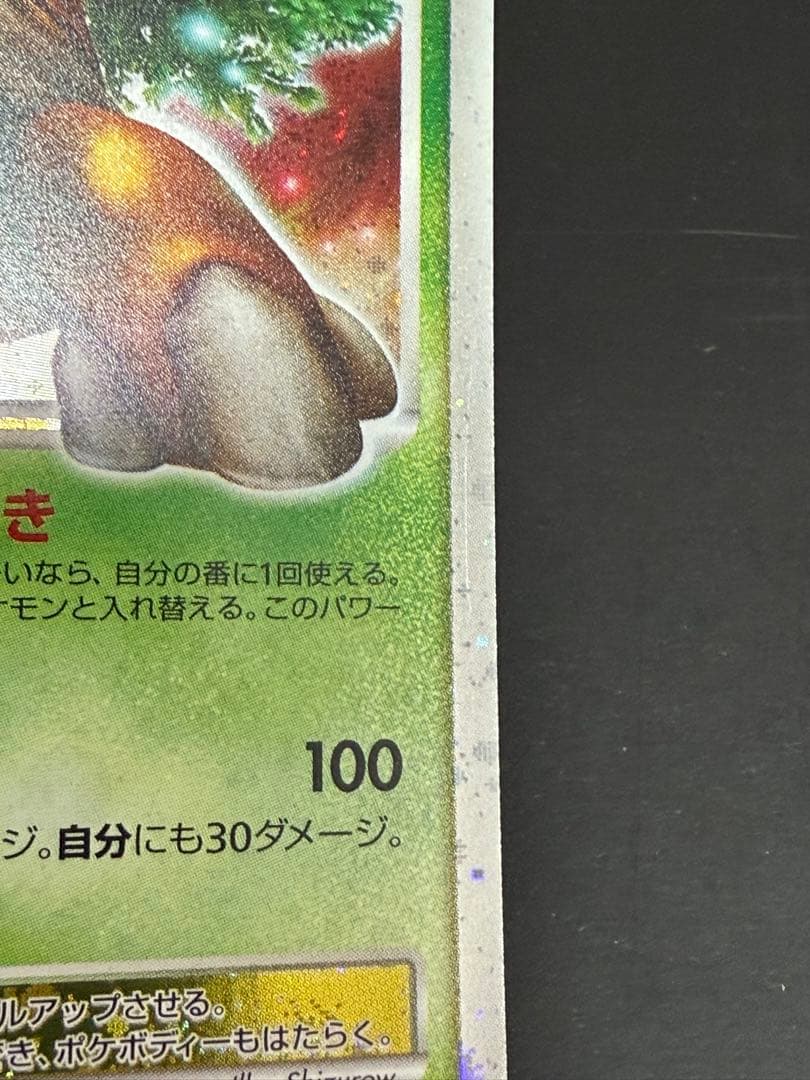 き
いなら、自分の番に1回使える。
モンと入れ替える。このパワー
100
ジ。自分にも30ダメージ。
ルアップさせる。
き、ポケボディーもはたらく。
Shizurow